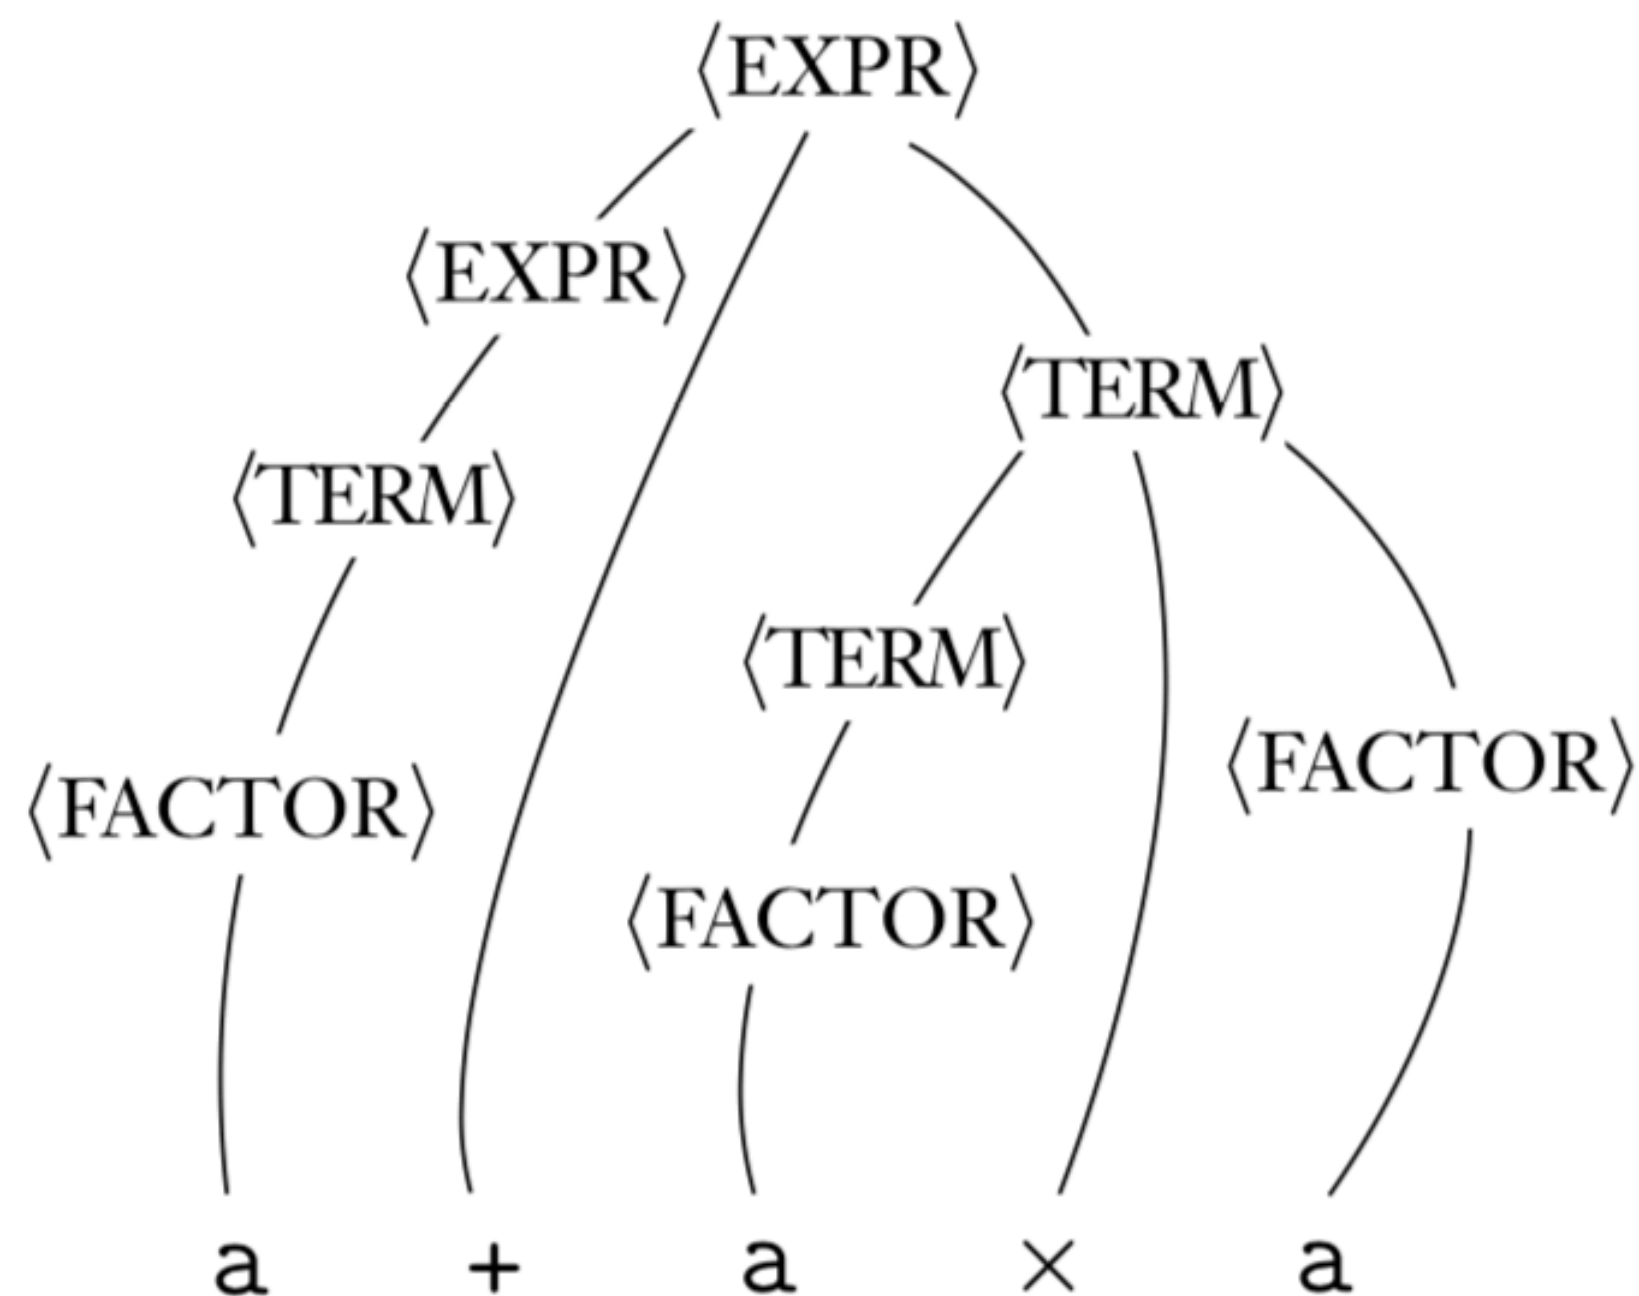 ⟨EXPR⟩
⟨EXPR⟩
⟨TERM⟩
⟨TERM⟩
⟨TERM⟩
⟨FACTOR⟩
⟨FACTOR⟩
⟨FACTOR⟩
a + a × a